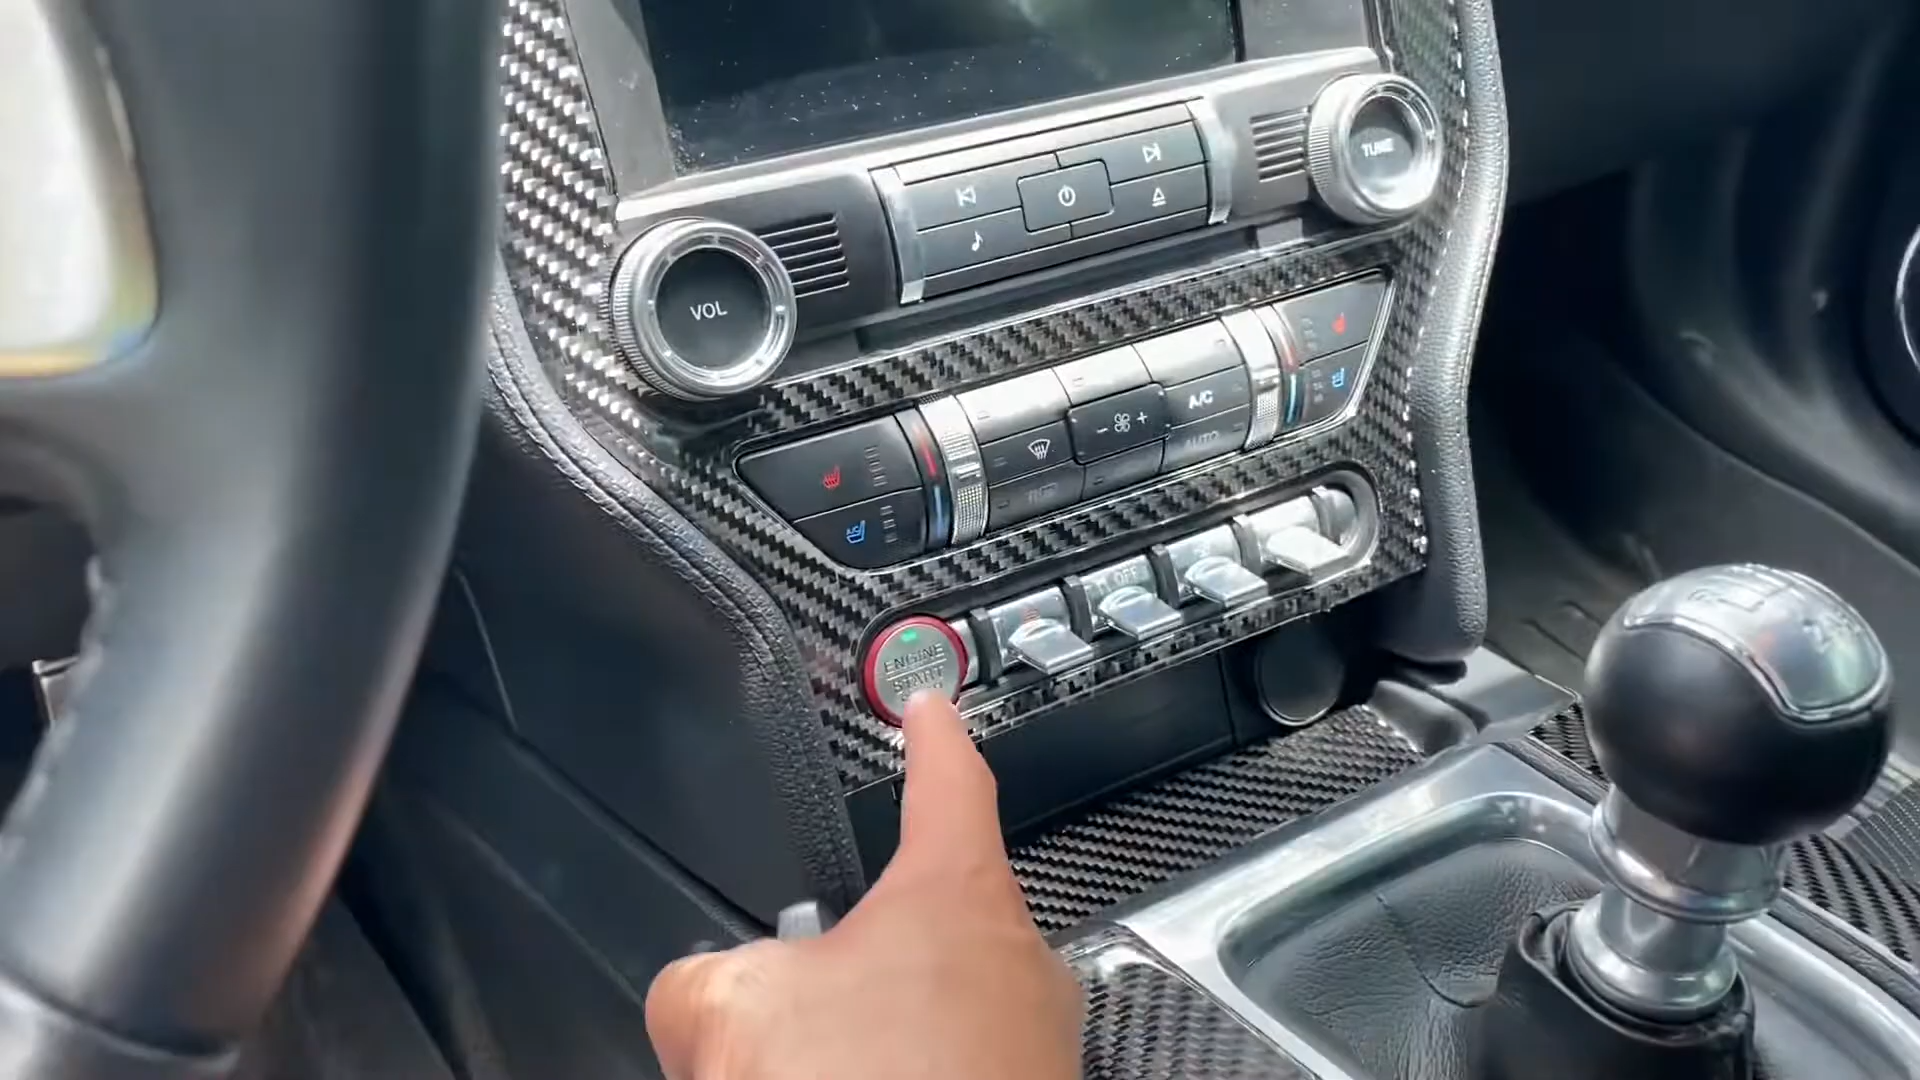 TUNE
VOL
A/C
AUTO
OFF
ENGINE
START